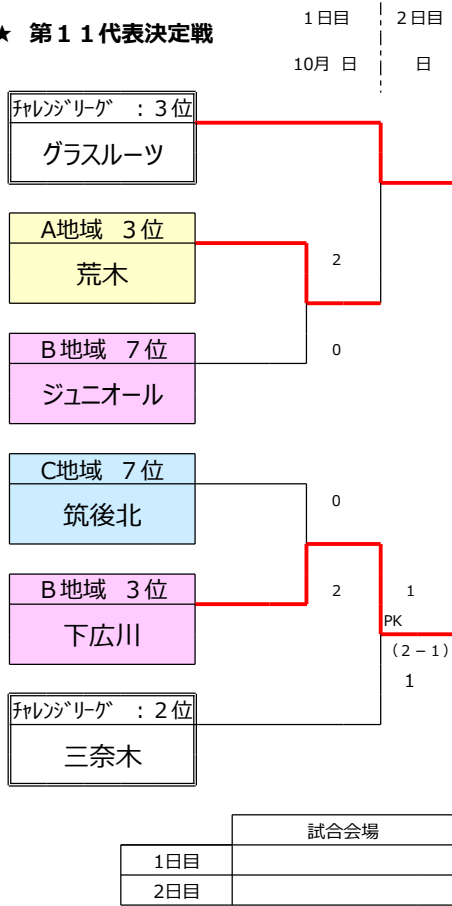 ★ 第１１代表決定戦
１日目
２日目
10月 日
日
ﾁｬﾚﾝｼﾞﾘｰｸﾞ ：３位
グラスルーツ
A地域 ３位
荒木
2
Ｂ地域 ７位
0
ジュニオール
C地域 ７位
筑後北
0
Ｂ地域 ３位
2
1
下広川
PK
（２－１）
1
ﾁｬﾚﾝｼﾞﾘｰｸﾞ ：２位
三奈木
試合会場
1日目
2日目